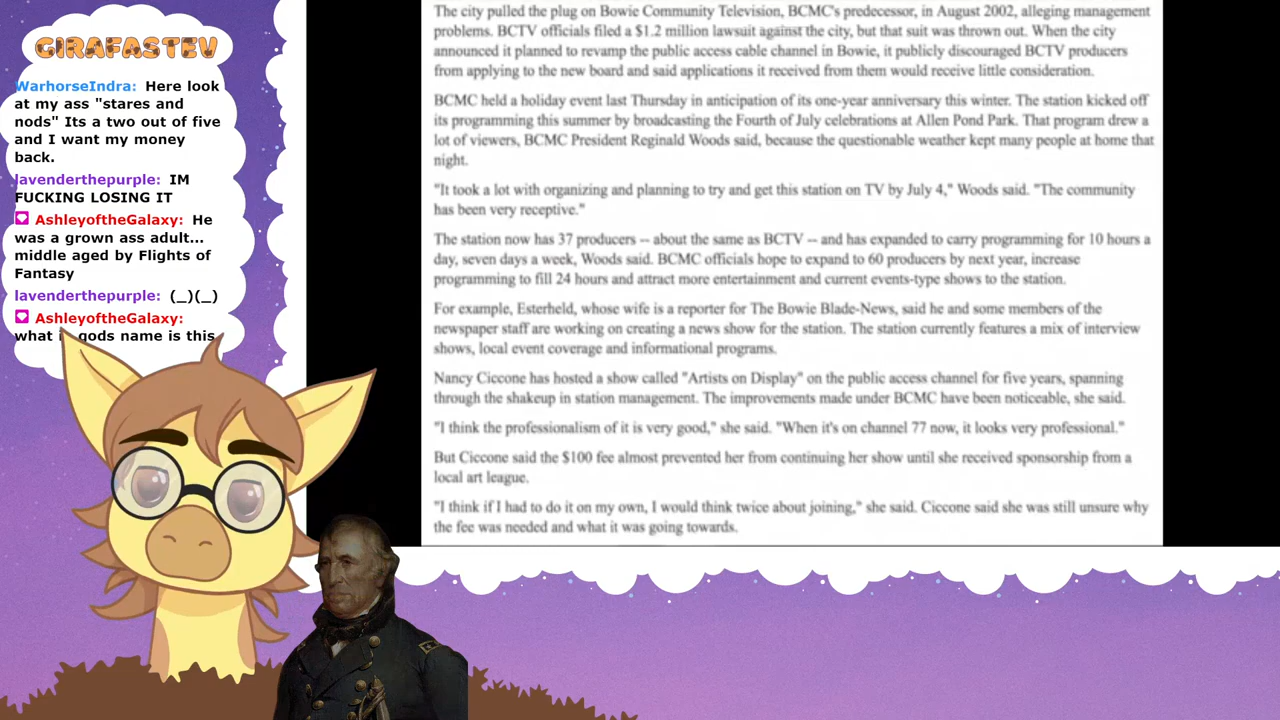 GIRAFASTEV
WarhorseIndra: Here look
at my ass "stares and
nods" Its a two out of five
and I want my money
back.
lavenderthepurple: IM
FUCKING LOSING IT
AshleyoftheGalaxy: He
was a grown ass adult...
middle aged by Flights of
Fantasy
lavenderthepurple: (_)(_)
AshleyoftheGalaxy:
what gods name is this
The city pulled the plug on Bowie Community Television, BCMC's predecessor, in August 2002, alleging management
problems. BCTV officials filed a $1.2 million lawsuit against the city, but that suit was thrown out. When the city
announced it planned to revamp the public access cable channel in Bowie, it publicly discouraged BCTV producers
from applying to the new board and said applications it received from them would receive little consideration.
BCMC held a holiday event last Thursday in anticipation of its one-year anniversary this winter. The station kicked off
its programming this summer by broadcasting the Fourth of July celebrations at Allen Pond Park. That program drew a
lot of viewers, BCMC President Reginald Woods said, because the questionable weather kept many people at home that
night.
"It took a lot with organizing and planning to try and get this station on TV by July 4," Woods said. "The community
has been very receptive."
The station now has 37 producers -- about the same as BCTV -- and has expanded to carry programming for 10 hours a
day, seven days a week, Woods said. BCMC officials hope to expand to 60 producers by next year, increase
programming to fill 24 hours and attract more entertainment and current events-type shows to the station.
For example, Esterheld, whose wife is a reporter for The Bowie Blade-News, said he and some members of the
newspaper staff are working on creating a news show for the station. The station currently features a mix of interview
shows, local event coverage and informational programs.
Nancy Ciccone has hosted a show called "Artists on Display" on the public access channel for five years, spanning
through the shakeup in station management. The improvements made under BCMC have been noticeable, she said.
"I think the professionalism of it is very good," she said. "When it's on channel 77 now, it looks very professional."
But Ciccone said the $100 fee almost prevented her from continuing her show until she received sponsorship from a
local art league.
"I think if I had to do it on my own, I would think twice about joining," she said. Ciccone said she was still unsure why
the fee was needed and what it was going towards.